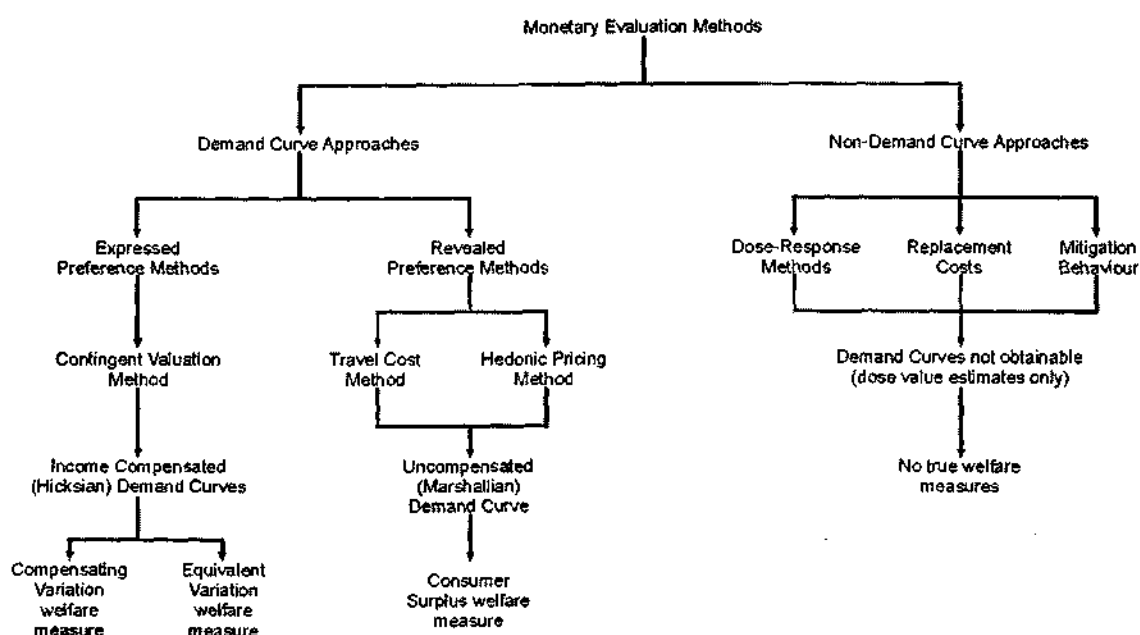 Monetary Evaluation Methods
Demand Curve Approaches
Non-Demand Curve Approaches
Expressed
Preference Methods
Revealed
Preference Methods
Dose-Response
Methods
Replacement
Costs
Mitigation
Behaviour
Contingent Valuation
Method
Travel Cost
Method
Hedonic Pricing
Method
Demand Curves not obtainable
(dose value estimates only)
Income Compensated
(Hicksian) Demand Curves
Uncompensated
(Marshallian)
Demand Curve
No true welfare
measures
Compensating
Variation
welfare
measure
Equivalent
Variation
welfare
measure
Consumer
Surplus welfare
measure